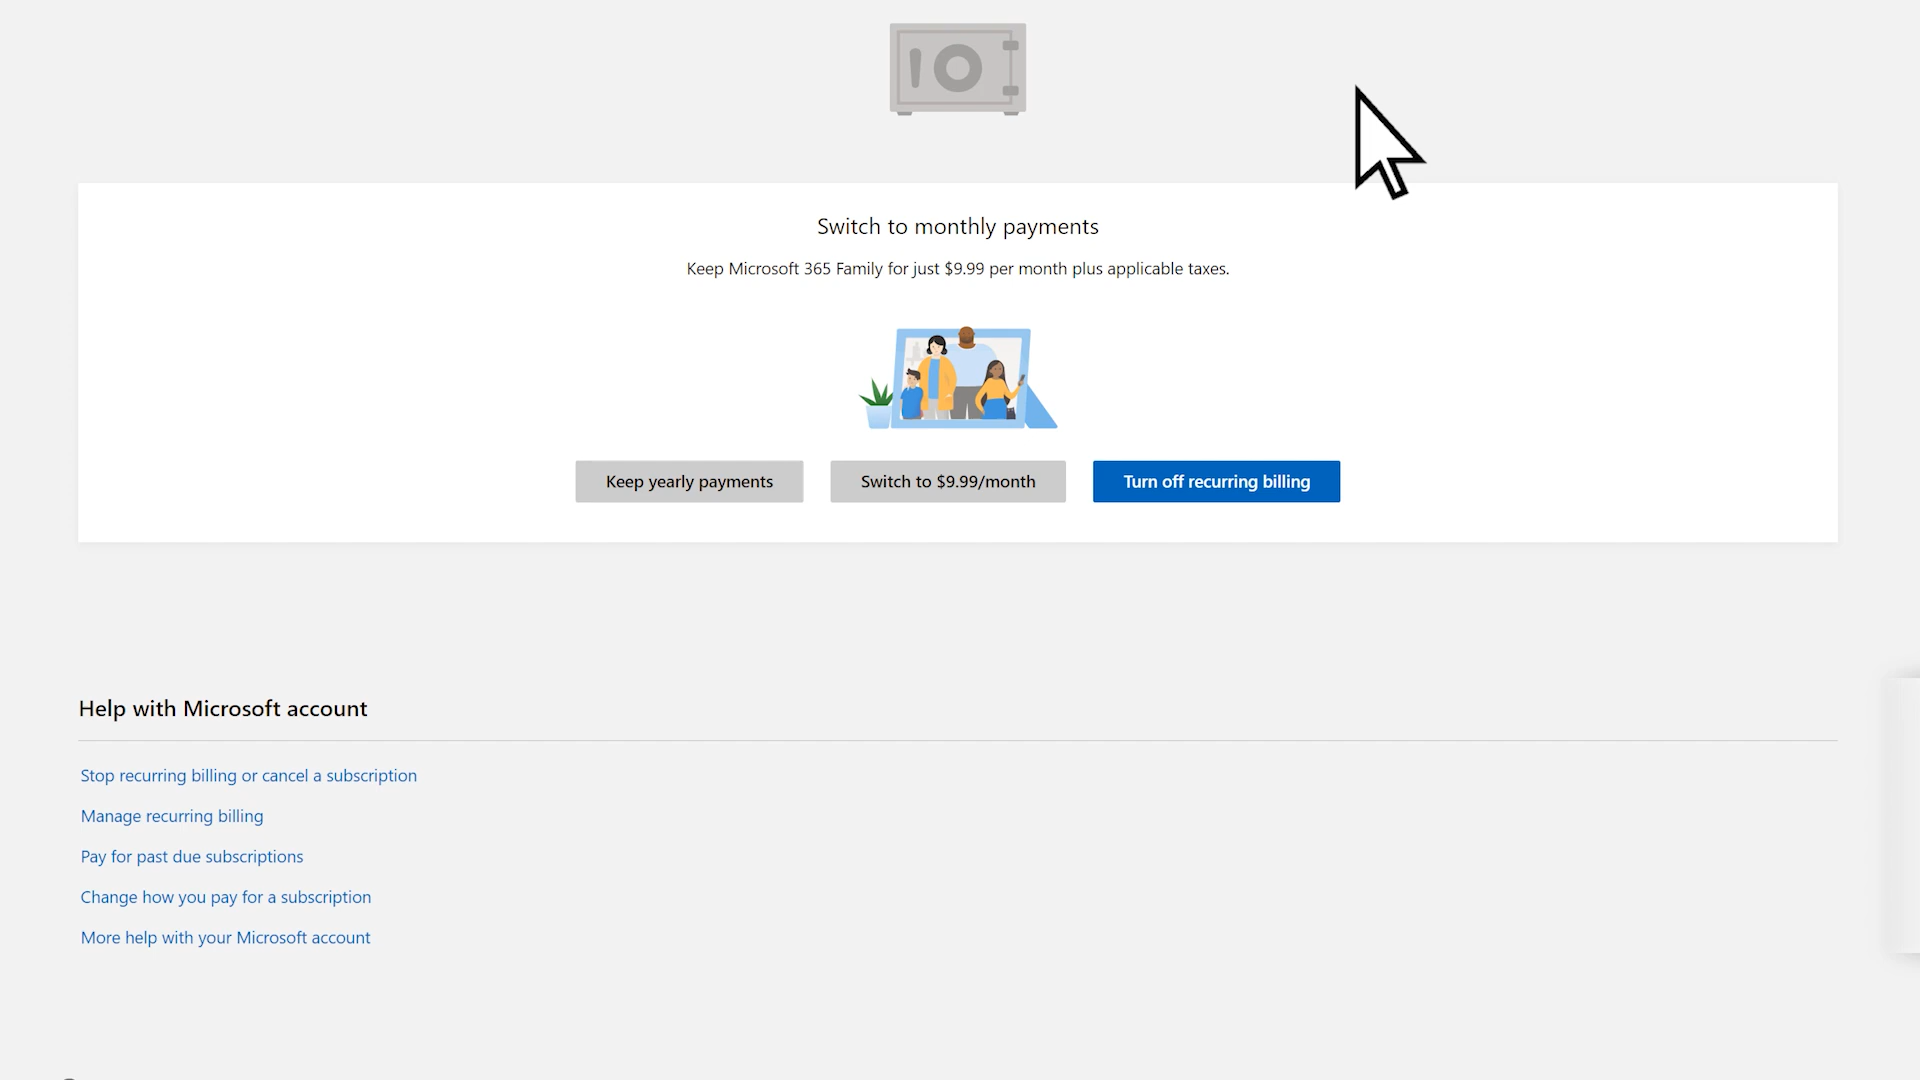 Switch to monthly payments
Keep Microsoft 365 Family for just $9.99 per month plus applicable taxes.
Keep yearly payments
Switch to $9.99/month
Turn off recurring billing
Help with Microsoft account
Stop recurring billing or cancel a subscription
Manage recurring billing
Pay for past due subscriptions
Change how you pay for a subscription
More help with your Microsoft account